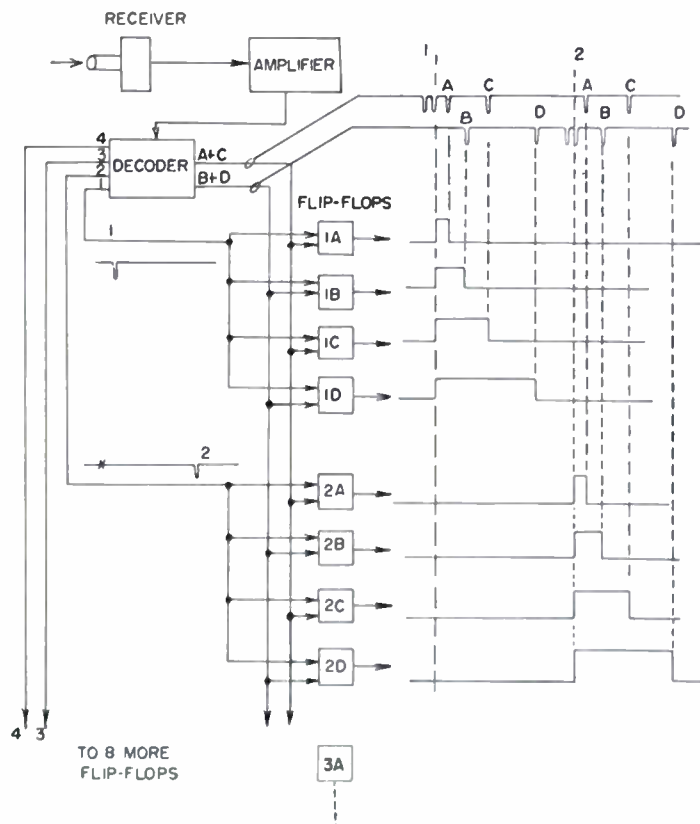 RECEIVER
AMPLIFIER
1
2
A
C
A
C
B
D
B
D
4
3
2
1
DECODER
A+C
B+D
FLIP-FLOPS
1
1A
1B
1C
1D
2
2A
2B
2C
2D
4
3
TO 8 MORE
FLIP-FLOPS
3A